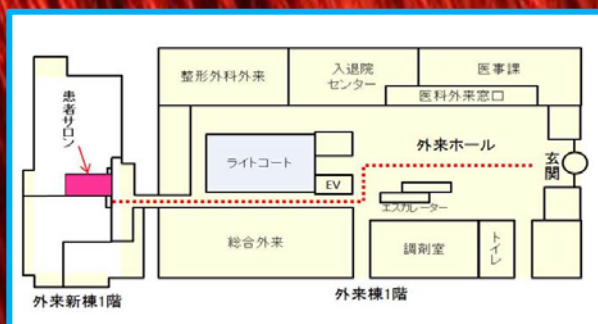 整形外科外来
入退院
センター
医事課
医科外来窓口
患者サロン
ライトコート
EV
外来ホール
玄関
エスカレーター
総合外来
調剤室
トイレ
外来新棟1階
外来棟1階